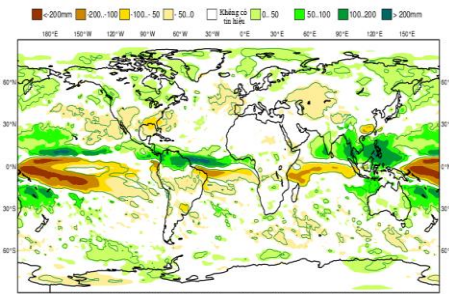 <-200mm -200..-100 -100..-50 -50..0 Không có 0..50 50..100 100..200 > 200mm
tín hiệu
180°E 150°W 120°W 90°W 60°W 30°W 0°E 30°E 60°E 90°E 120°E 150°E
60°N 60°N
30°N 30°N
0°N 0°N
30°S 30°S
60°S 60°S